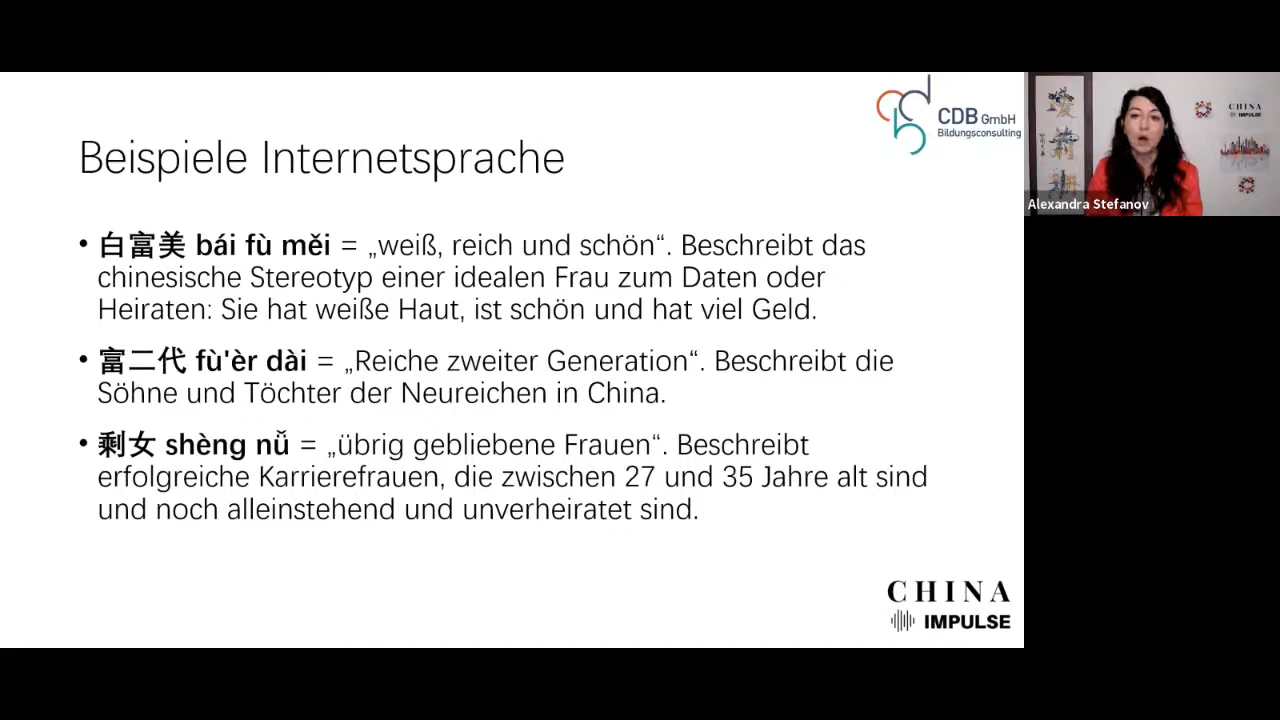 CDB GmbH
Bildungsconsulting
Beispiele Internetsprache
• 白富美 bái fù měi = „weiß, reich und schön“. Beschreibt das
chinesische Stereotyp einer idealen Frau zum Daten oder
Heiraten: Sie hat weiße Haut, ist schön und hat viel Geld.
• 富二代 fù'èr dài = „Reiche zweiter Generation“. Beschreibt die
Söhne und Töchter der Neureichen in China.
• 剩女 shèng nǚ = „übrig gebliebene Frauen“. Beschreibt
erfolgreiche Karrierefrauen, die zwischen 27 und 35 Jahre alt sind
und noch alleinstehend und unverheiratet sind.
CHINA
IMPULSE
CHINA
IMPULSE
Alexandra Stefanov